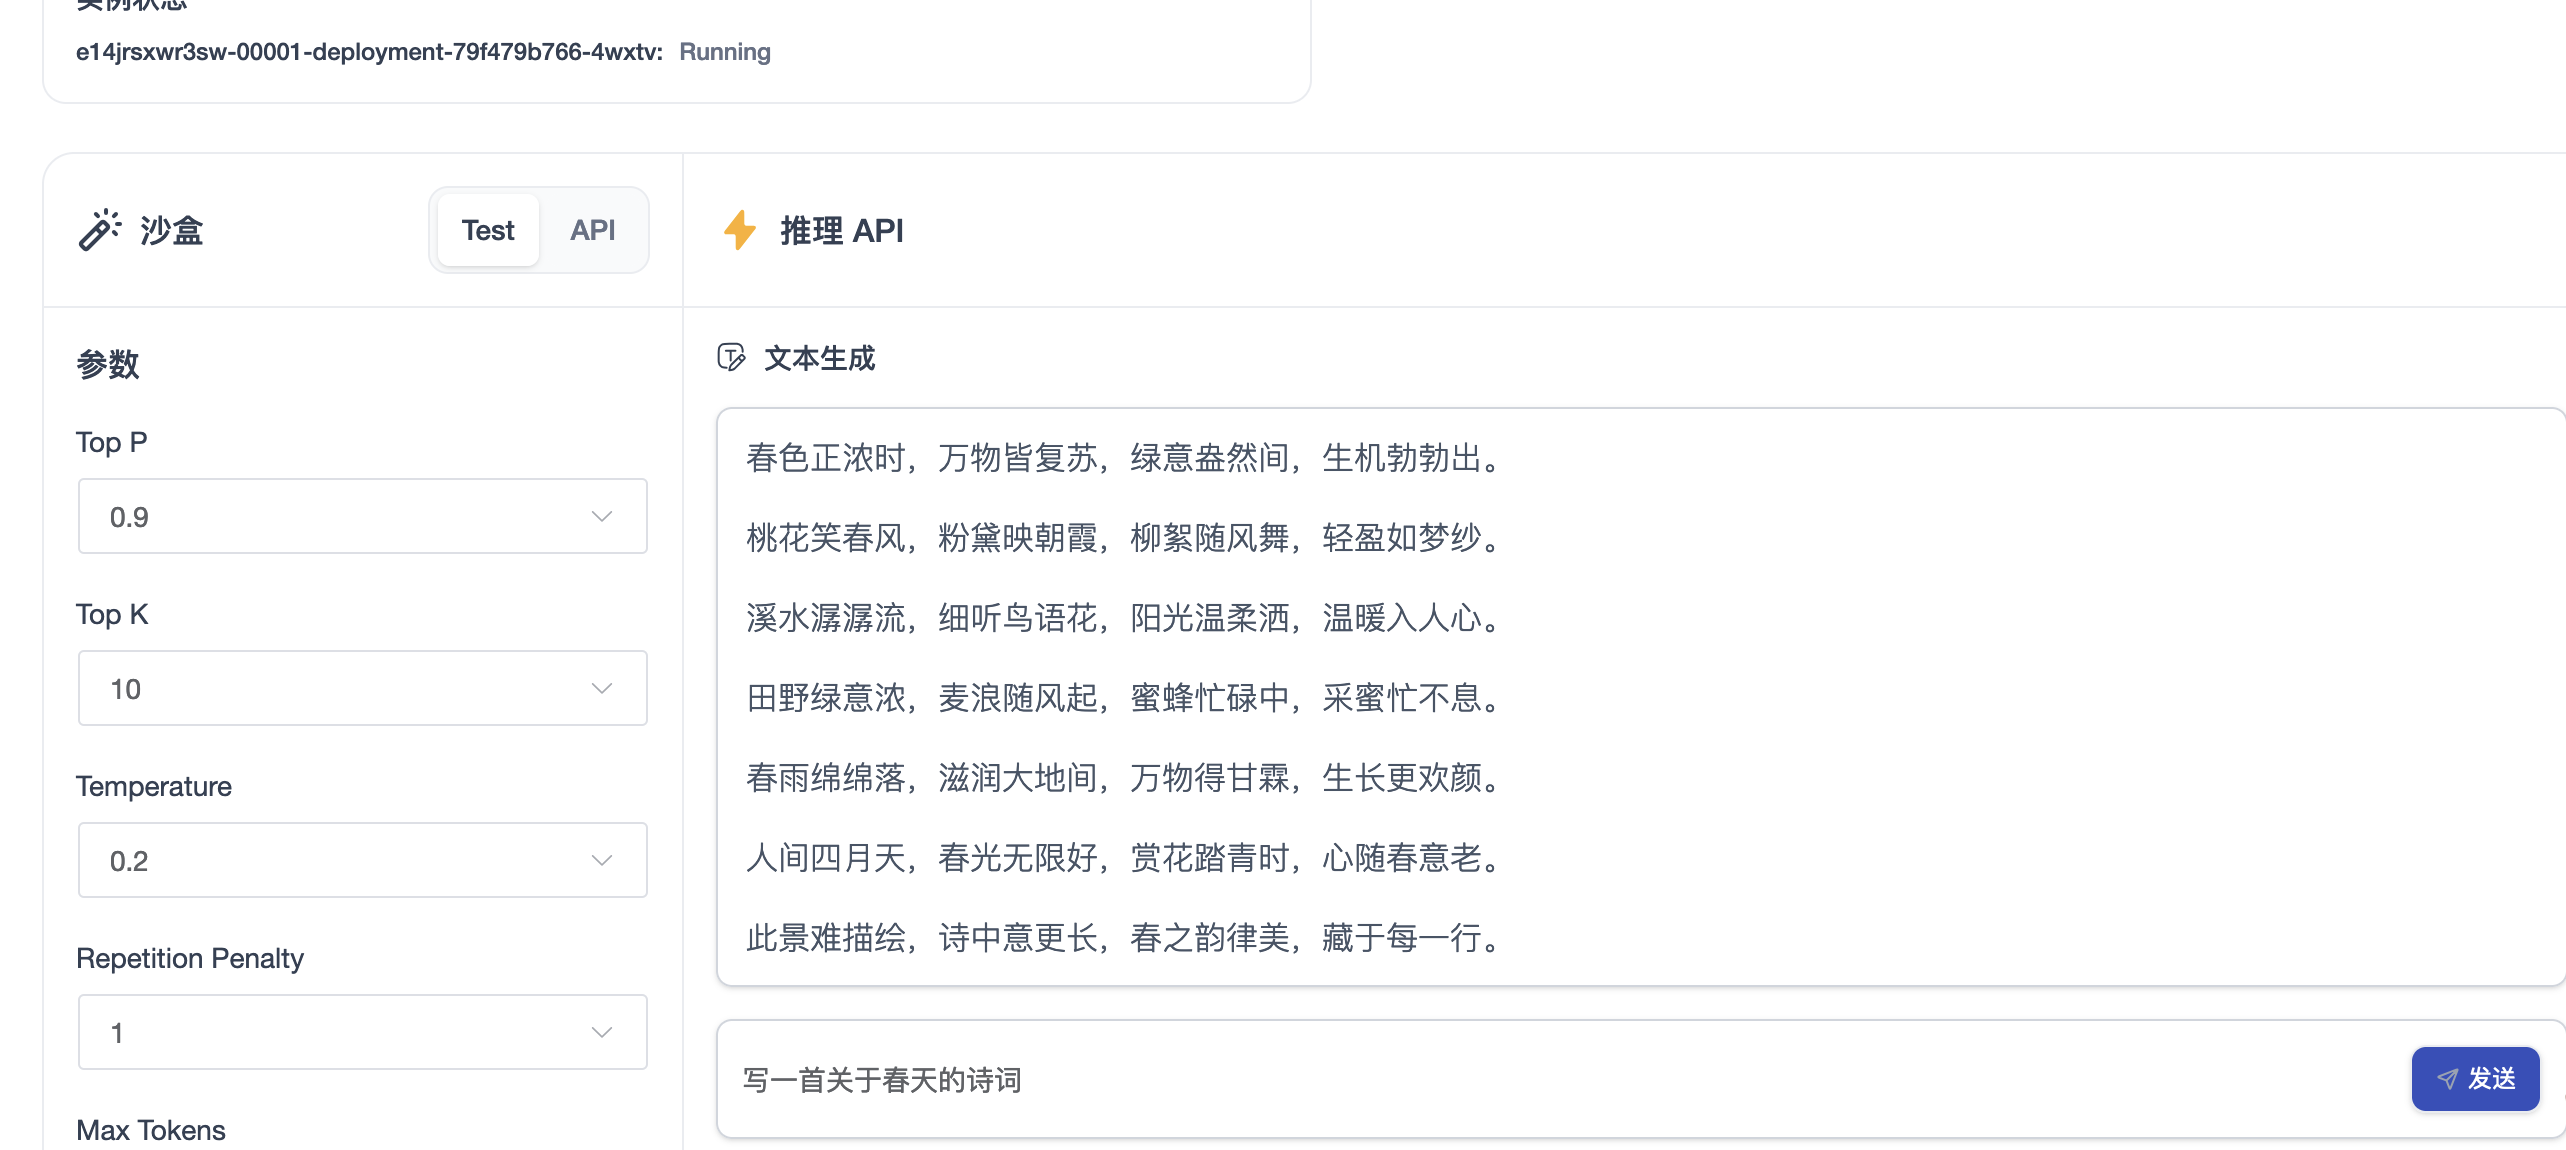 实例状态
e14jrsxwr3sw-00001-deployment-79f479b766-4wxtv: Running
沙盒
Test
API
推理 API
参数
Top P
0.9
Top K
10
Temperature
0.2
Repetition Penalty
1
Max Tokens
文本生成
春色正浓时，万物皆复苏，绿意盎然间，生机勃勃出。
桃花笑春风，粉黛映朝霞，柳絮随风舞，轻盈如梦纱。
溪水潺潺流，细听鸟语花，阳光温柔洒，温暖入人心。
田野绿意浓，麦浪随风起，蜜蜂忙碌中，采蜜忙不息。
春雨绵绵落，滋润大地间，万物得甘霖，生长更欢颜。
人间四月天，春光无限好，赏花踏青时，心随春意老。
此景难描绘，诗中意更长，春之韵律美，藏于每一行。
写一首关于春天的诗词
发送